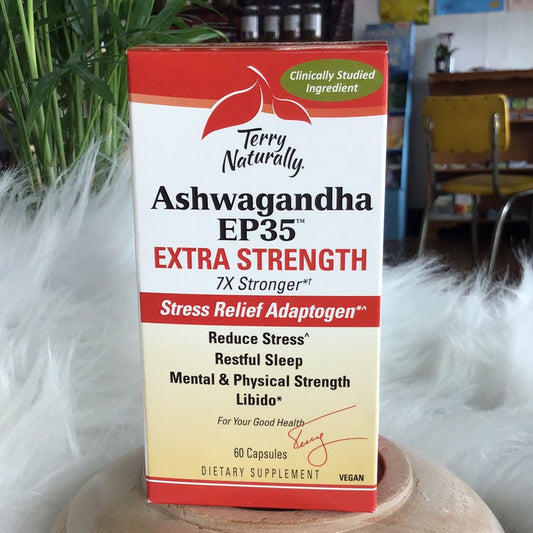 Clinically Studied
Ingredient
Terry
Naturally.
Ashwagandha
EP35™
EXTRA STRENGTH
7X Stronger*†
Stress Relief Adaptogen*^
Reduce Stress^
Restful Sleep
Mental & Physical Strength
Libido*
For Your Good Health
Terry
60 Capsules
DIETARY SUPPLEMENT
VEGAN